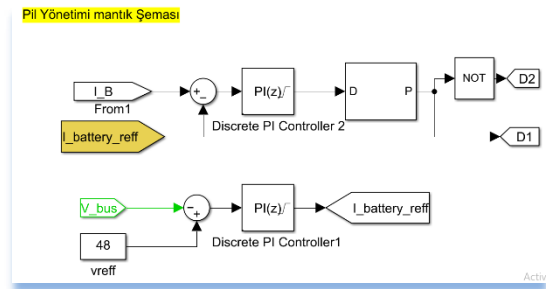 Pil Yönetimi mantık Şeması
I_B
From1
+
-
PI(z)
Discrete PI Controller 2
D
P
NOT
D2
D1
I_battery_reff
V_bus
-
+
PI(z)
Discrete PI Controller1
I_battery_reff
48
vreff
Activ